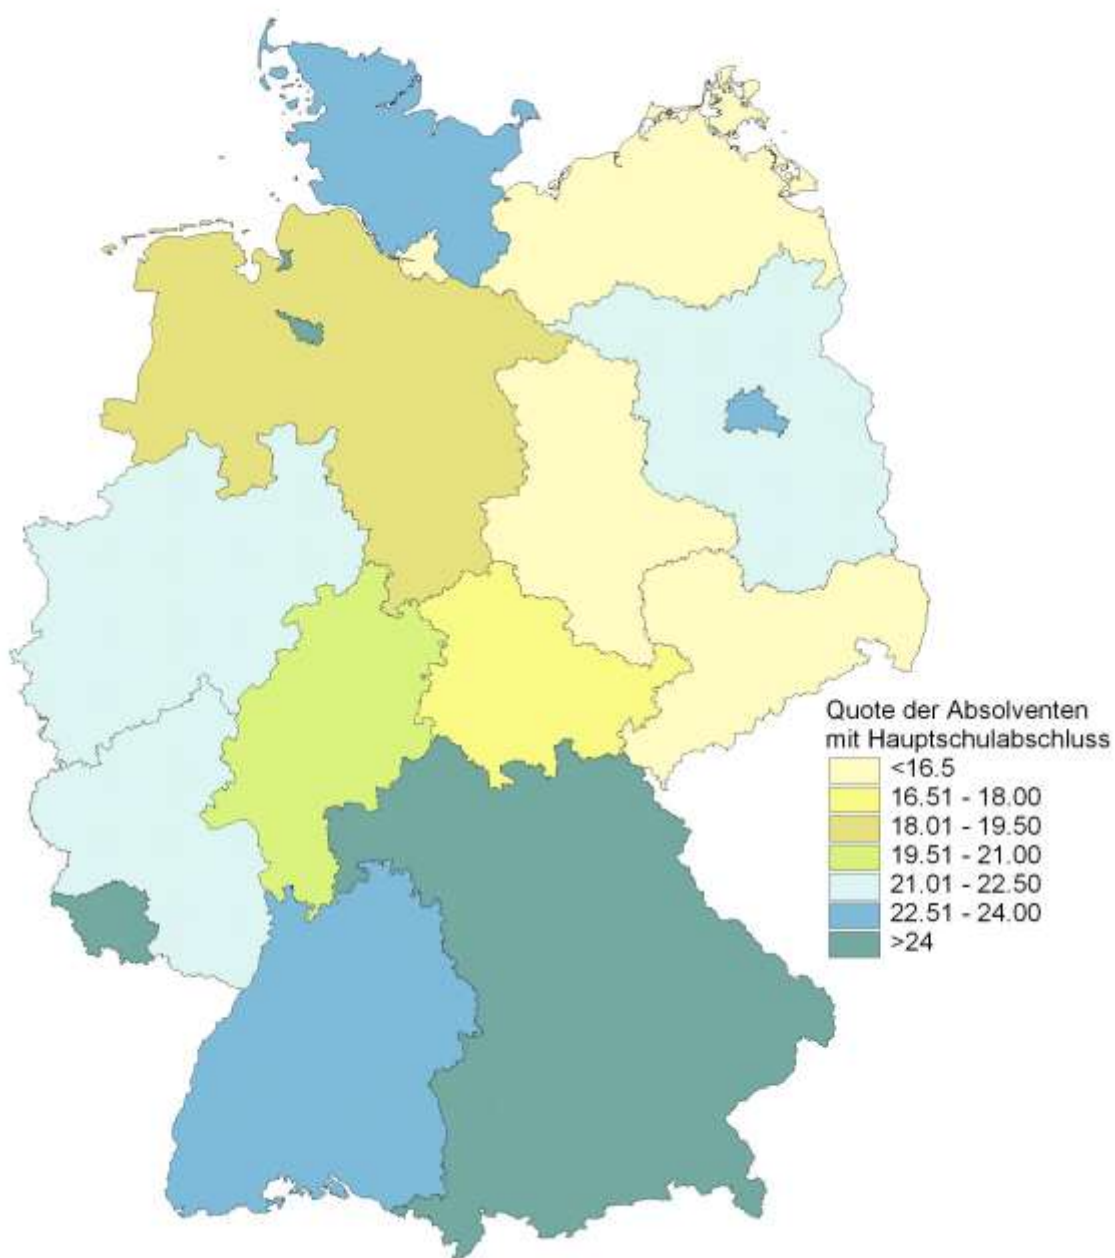 Quote der Absolventen
mit Hauptschulabschluss
<16.5
16.51 - 18.00
18.01 - 19.50
19.51 - 21.00
21.01 - 22.50
22.51 - 24.00
>24